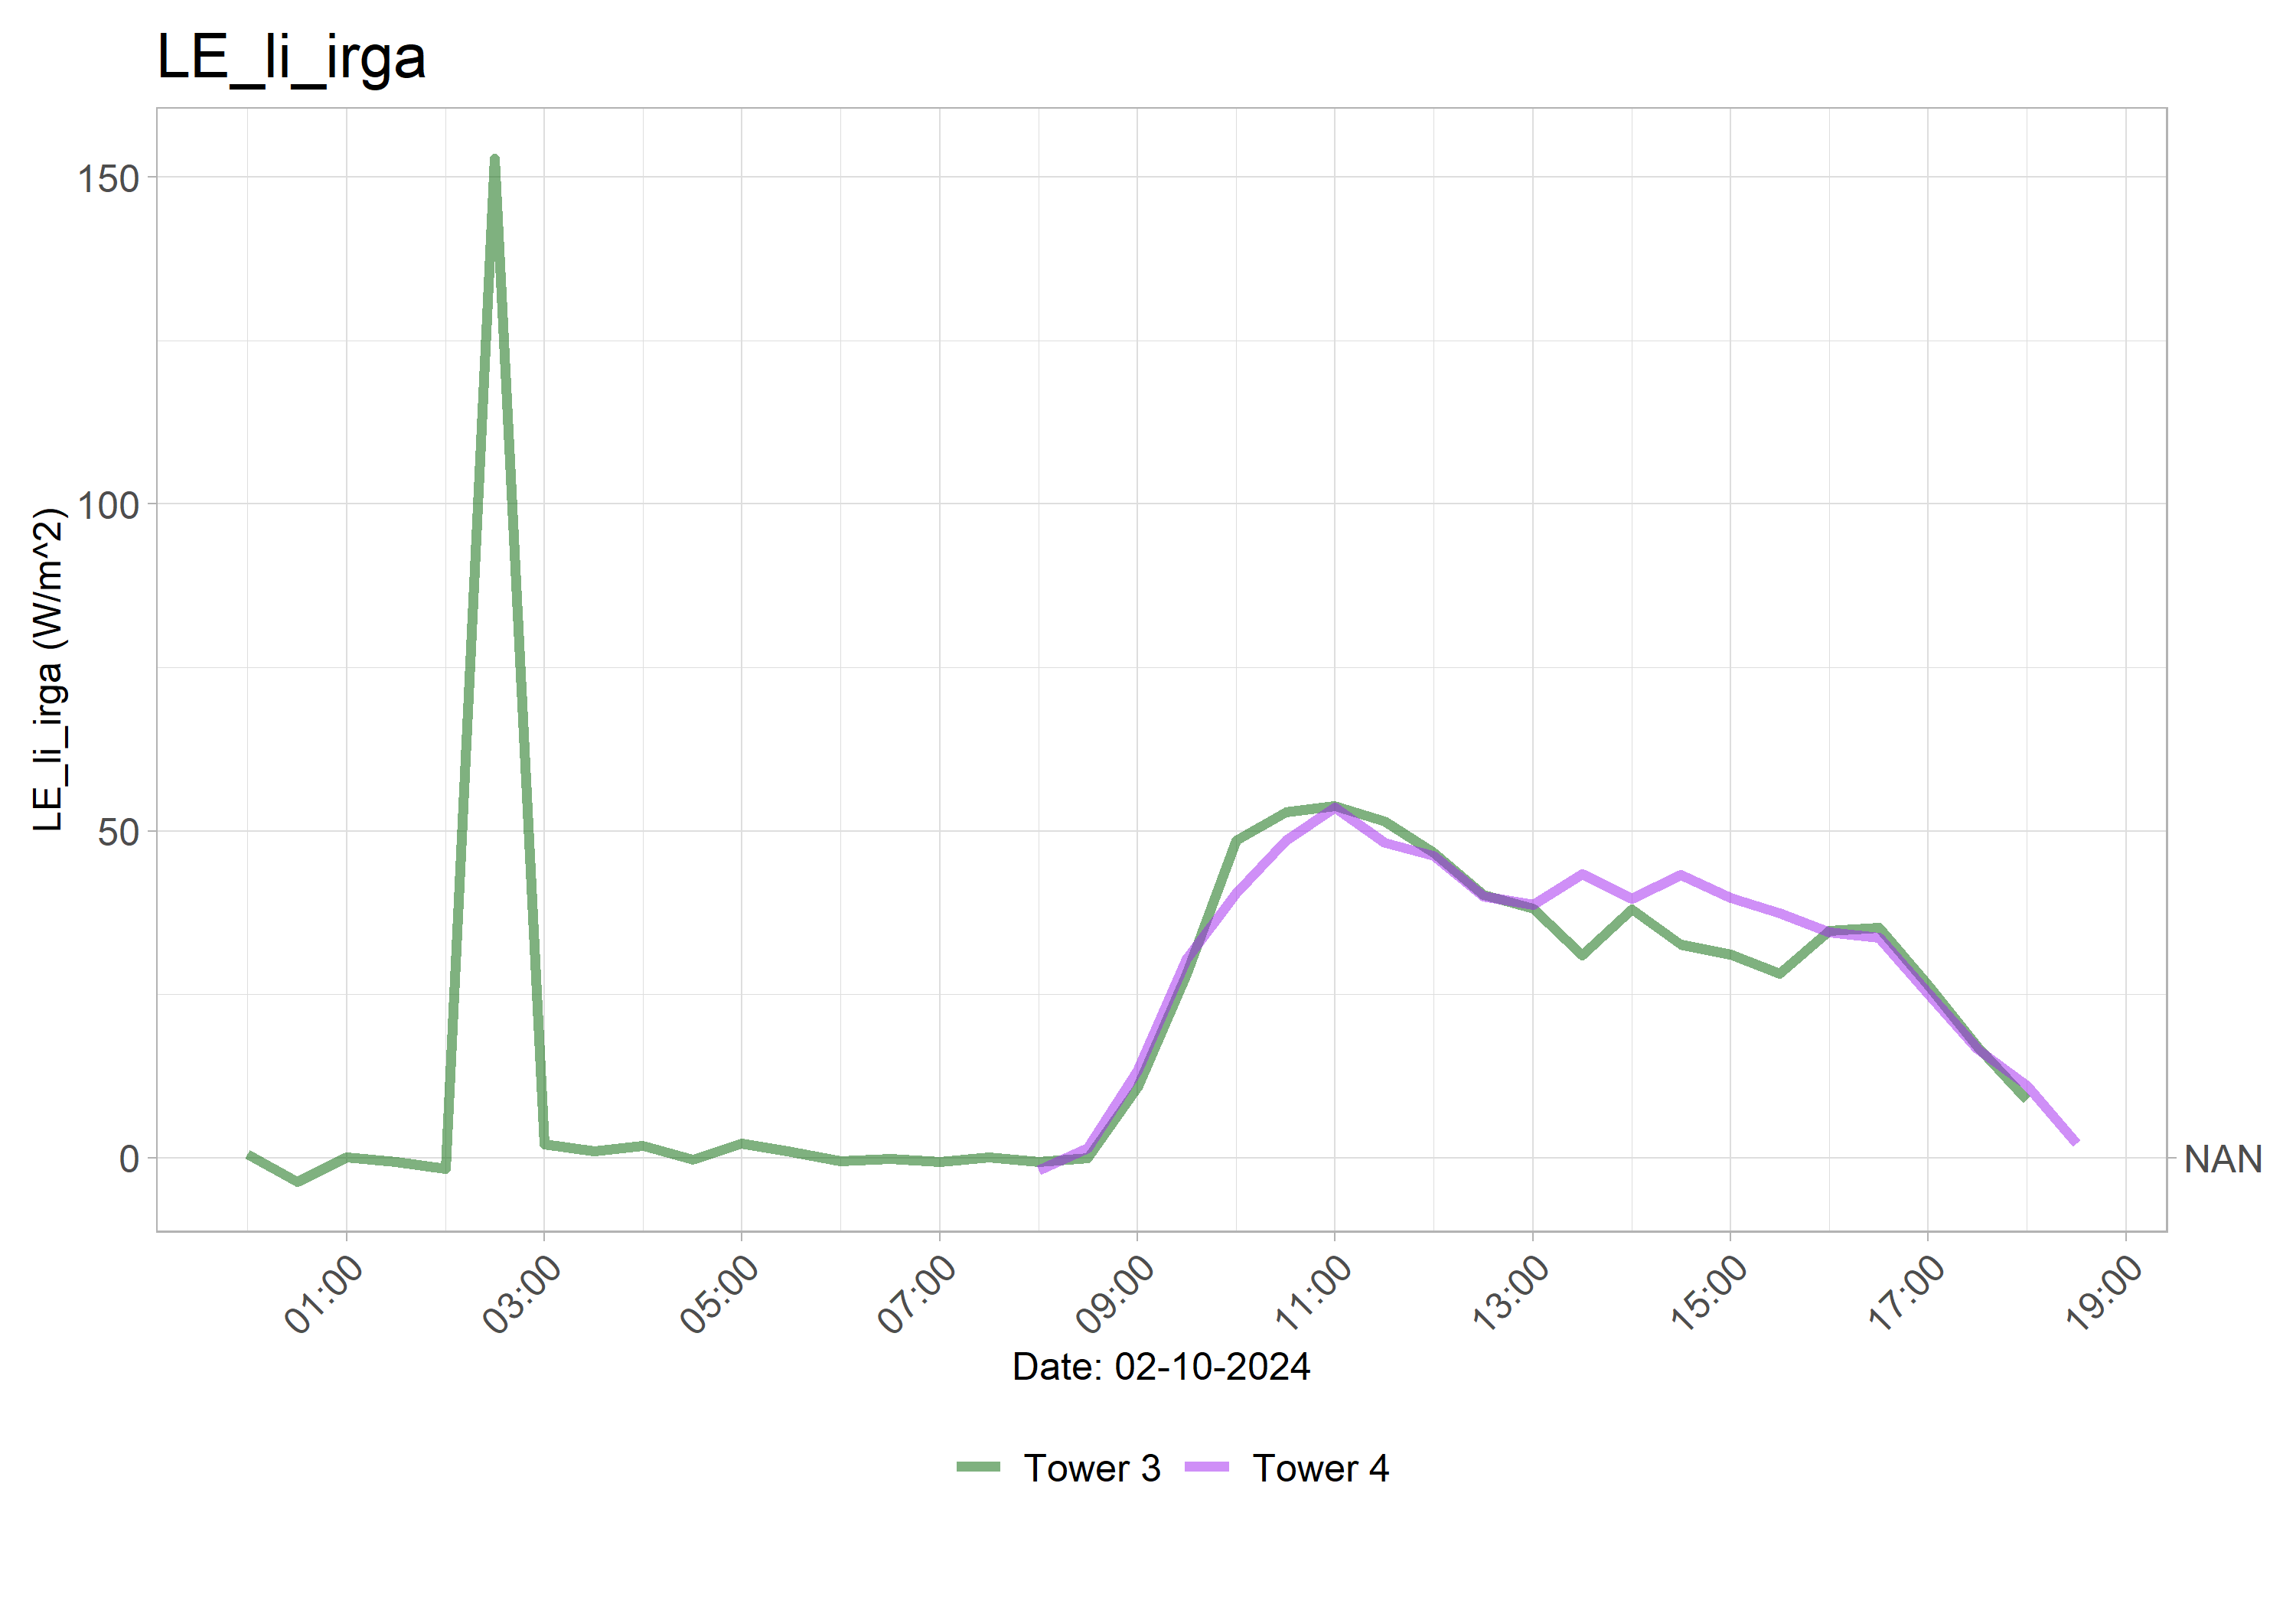 LE_li_irga
LE_li_irga (W/m^2)
150
100
50
0
NAN
01:00 03:00 05:00 07:00 09:00 11:00 13:00 15:00 17:00 19:00
Date: 02-10-2024
Tower 3 Tower 4